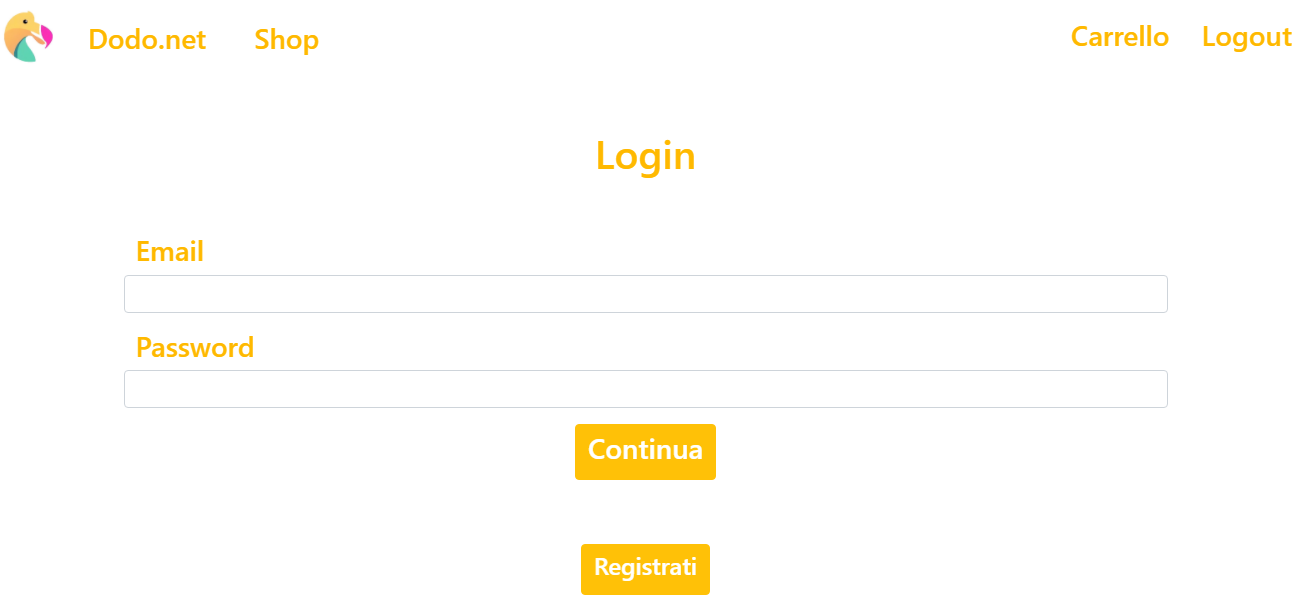 Dodo.net Shop Carrello Logout
Login
Email
Password
Continua
Registrati